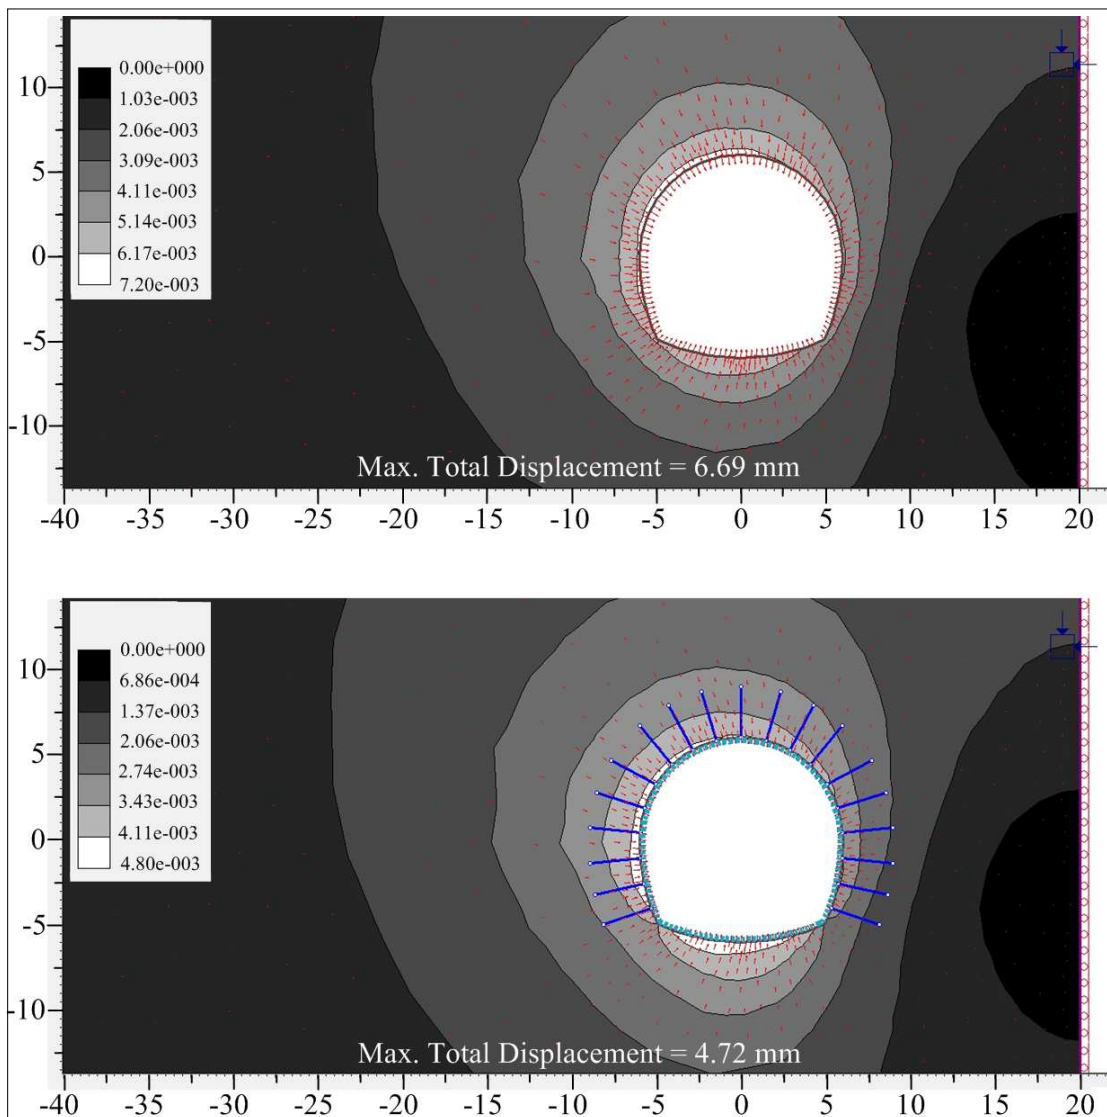 10
5
0
-5
-10
0.00e+000
1.03e-003
2.06e-003
3.09e-003
4.11e-003
5.14e-003
6.17e-003
7.20e-003
Max. Total Displacement = 6.69 mm
-40 -35 -30 -25 -20 -15 -10 -5 0 5 10 15 20
10
5
0
-5
-10
0.00e+000
6.86e-004
1.37e-003
2.06e-003
2.74e-003
3.43e-003
4.11e-003
4.80e-003
Max. Total Displacement = 4.72 mm
-40 -35 -30 -25 -20 -15 -10 -5 0 5 10 15 20